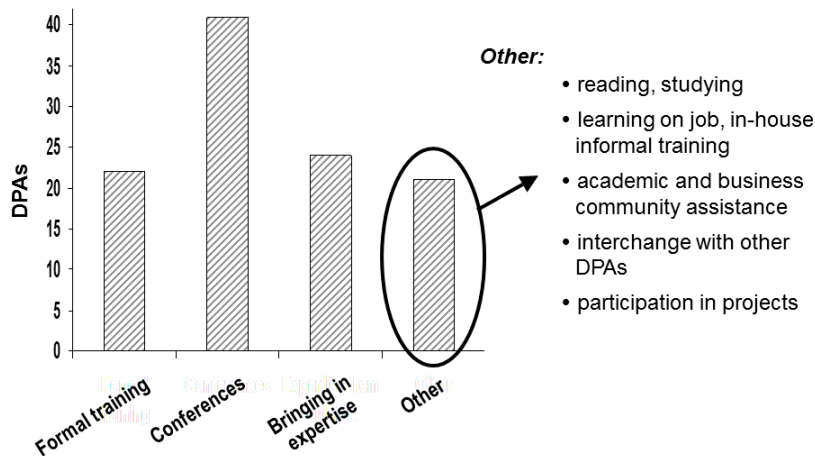 DPAs
40
35
30
25
20
15
10
5
0
Formal training
Conferences
Bringing in
expertise
Other
Other:
• reading, studying
• learning on job, in-house
informal training
• academic and business
community assistance
• interchange with other
DPAs
• participation in projects